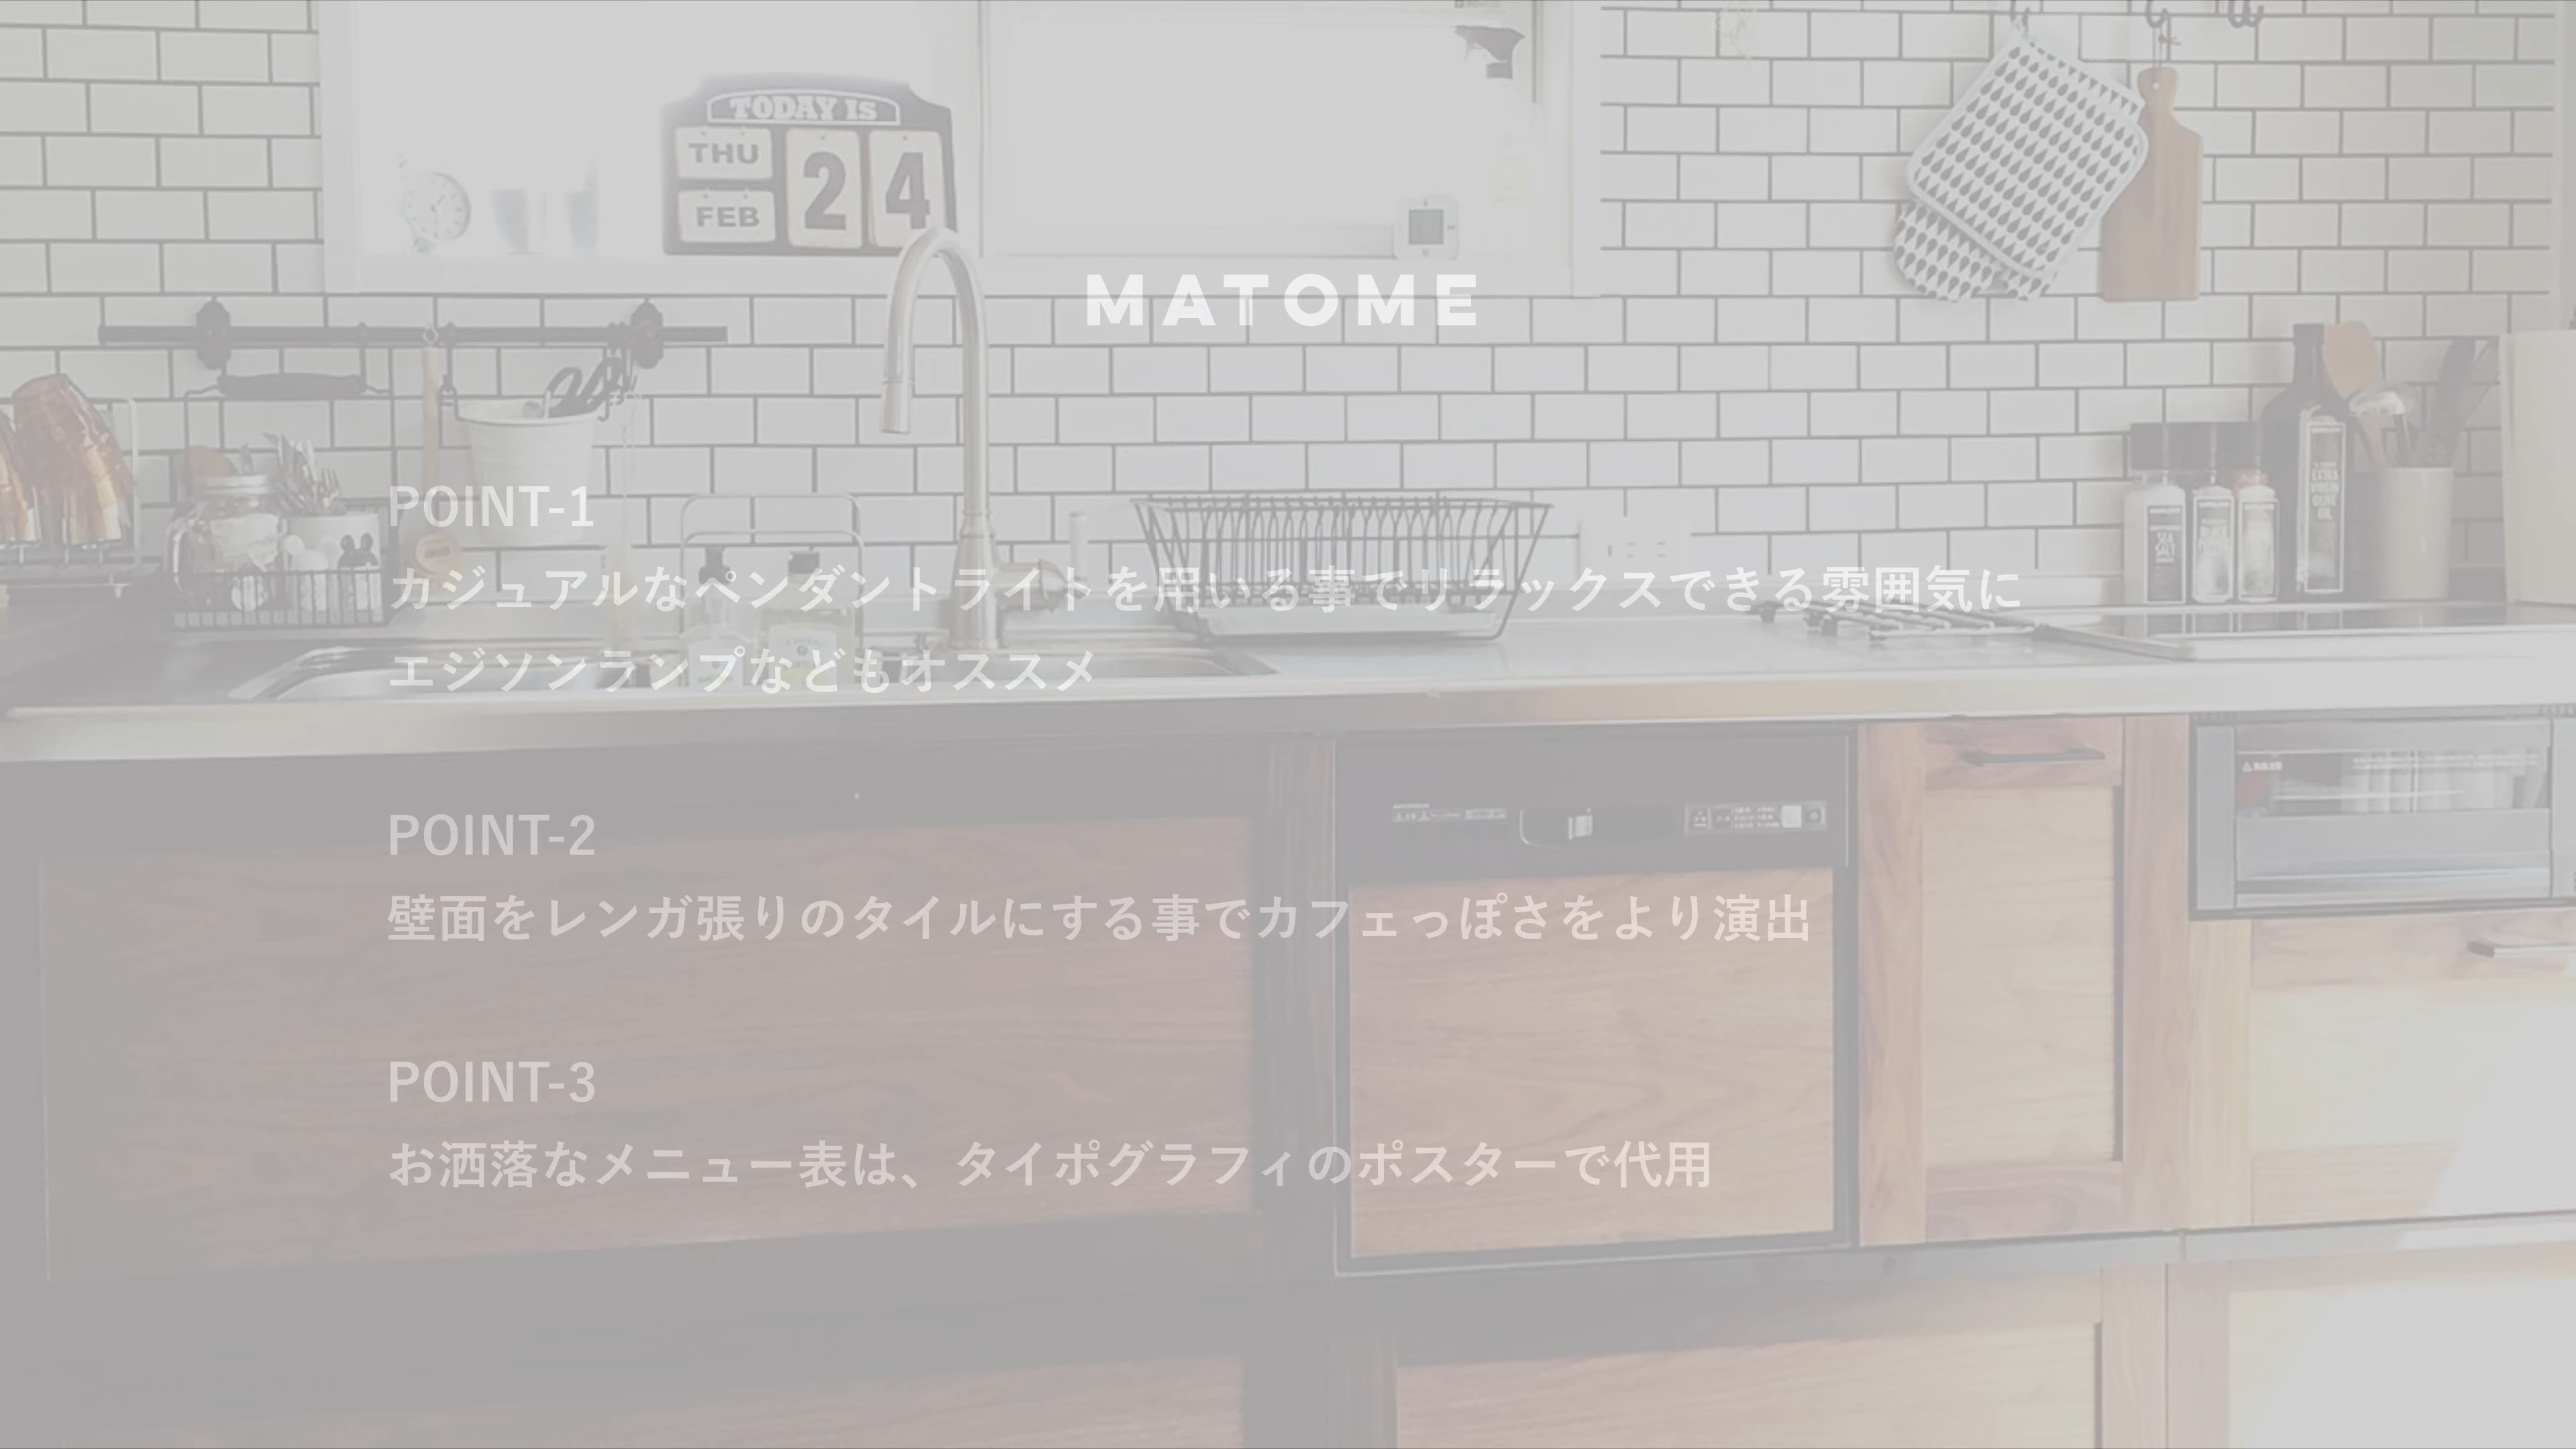 TODAY IS
THU
FEB
24
MATOME
POINT-1
カジュアルなペンダントライトを用いる事でリラックスできる雰囲気に
エジソンランプなどもオススメ
POINT-2
壁面をレンガ張りのタイルにする事でカフェっぽさをより演出
POINT-3
お洒落なメニュー表は、タイポグラフィのポスターで代用
SEA
SALT
EXTRA
OLIVE
OIL